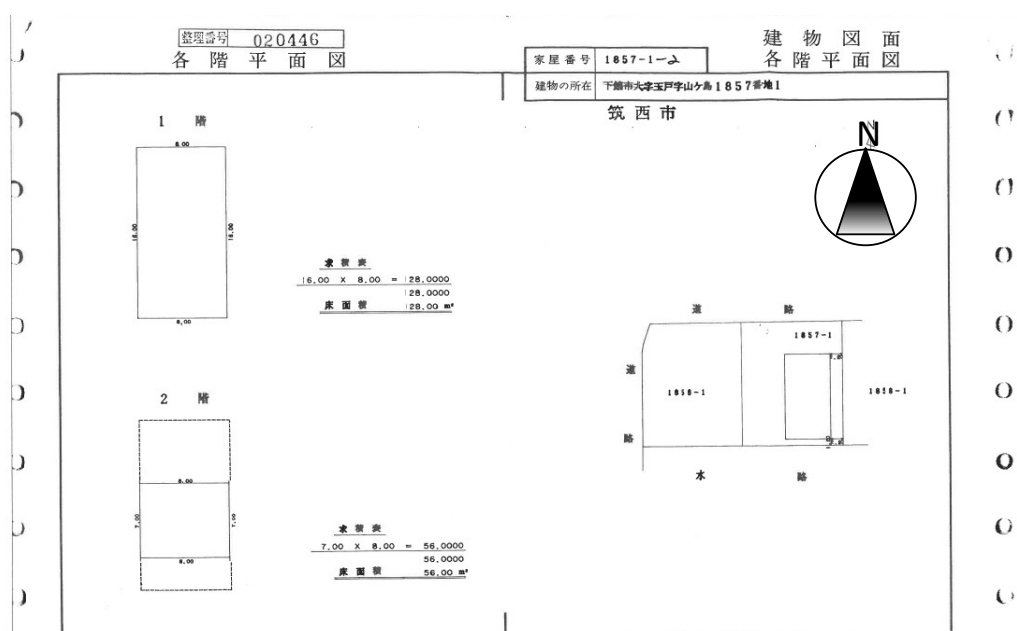 整理番号 020446
各階平面図
建物図面
各階平面図
家屋番号 1857-1-2
建物の所在 下館市大字玉戸字山ケ島1857番地1
筑西市
N
1 階
8.00
16.00
16.00
8.00
求積表
16.00 X 8.00 = 128.0000
128.0000
床面積 128.00 m²
道 路
1857-1
道
路
1856-1
1858-1
水 路
2 階
8.00
7.00
7.00
8.00
求積表
7.00 X 8.00 = 56.0000
56.0000
床面積 56.00 m²